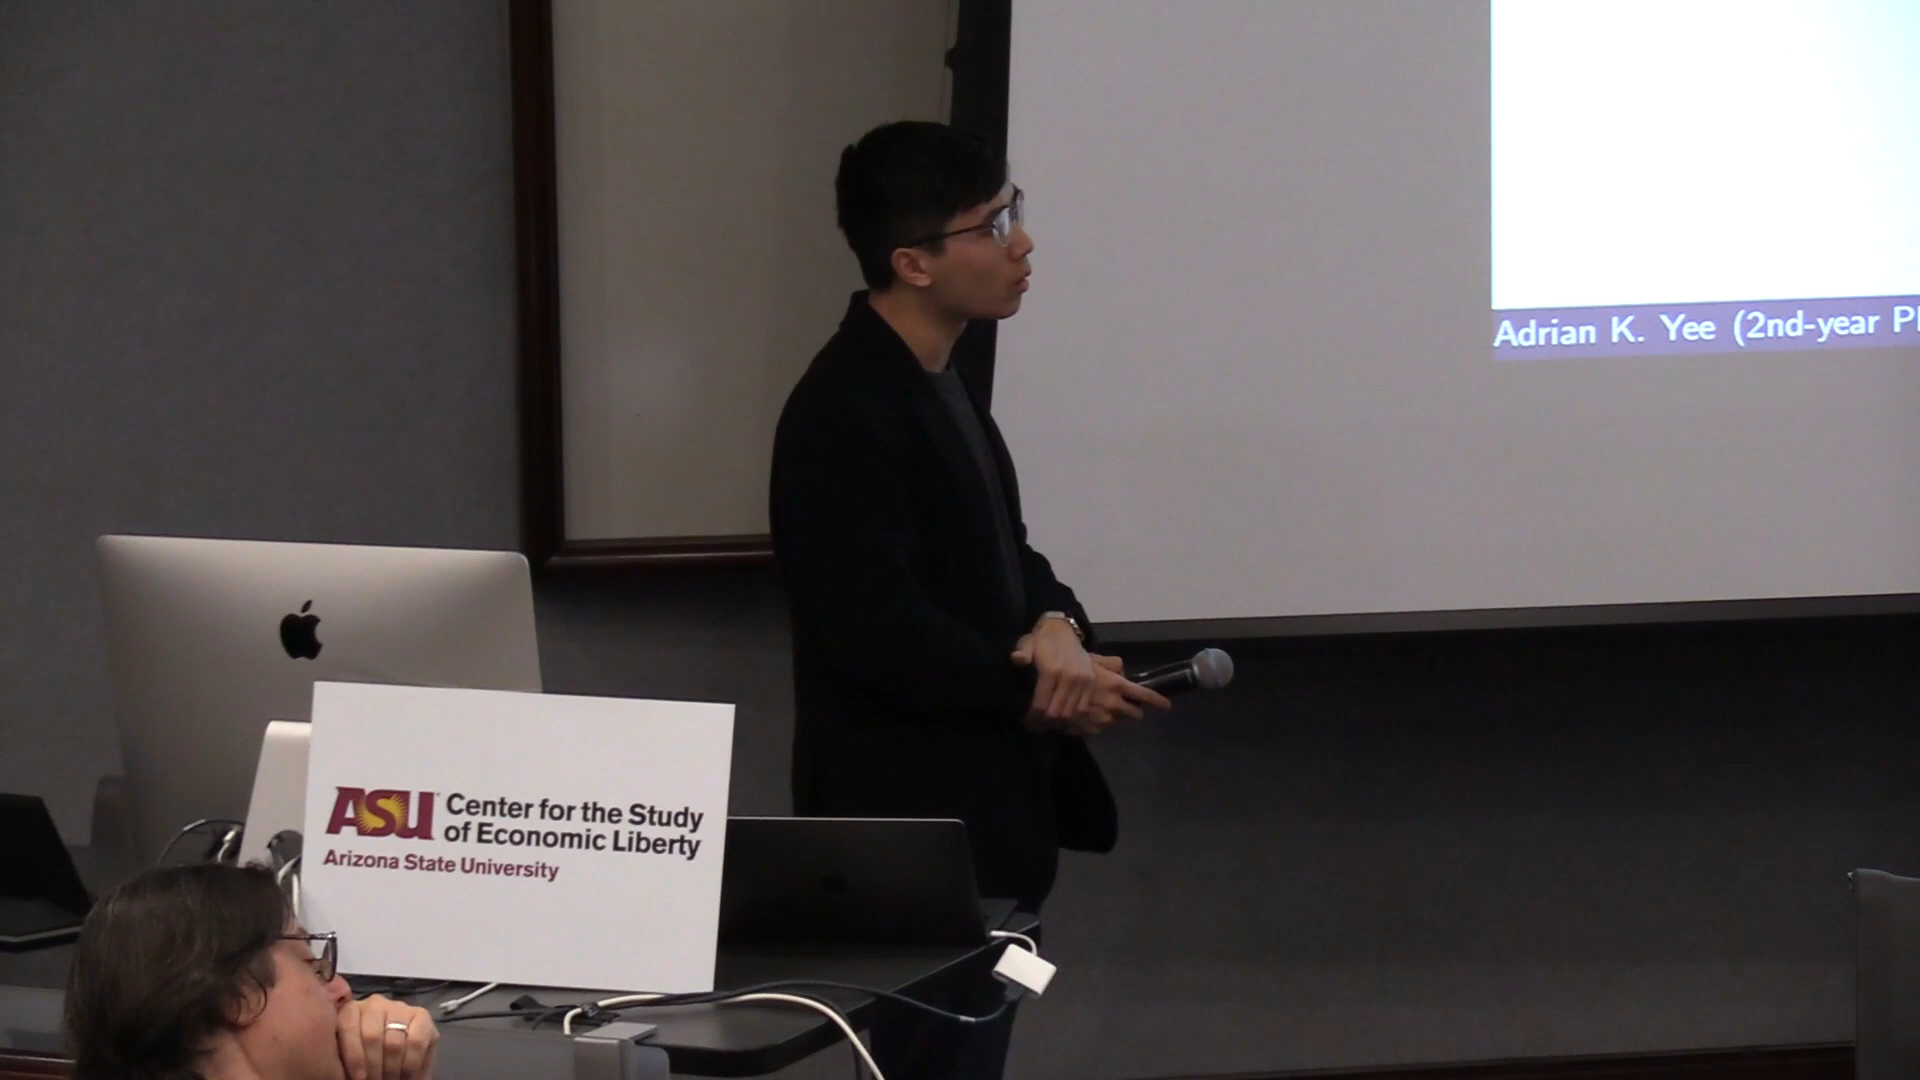 Adrian K. Yee (2nd-year
ASU Center for the Study
of Economic Liberty
Arizona State University